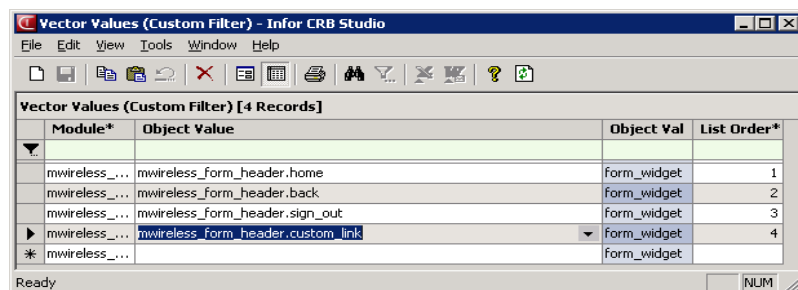 Vector Values (Custom Filter) - Infor CRB Studio
File Edit View Tools Window Help
Vector Values (Custom Filter) [4 Records]
Module* Object Value Object Val List Order*
mwireless_... mwireless_form_header.home form_widget 1
mwireless_... mwireless_form_header.back form_widget 2
mwireless_... mwireless_form_header.sign_out form_widget 3
mwireless_... mwireless_form_header.custom_link form_widget 4
mwireless_... form_widget
Ready NUM